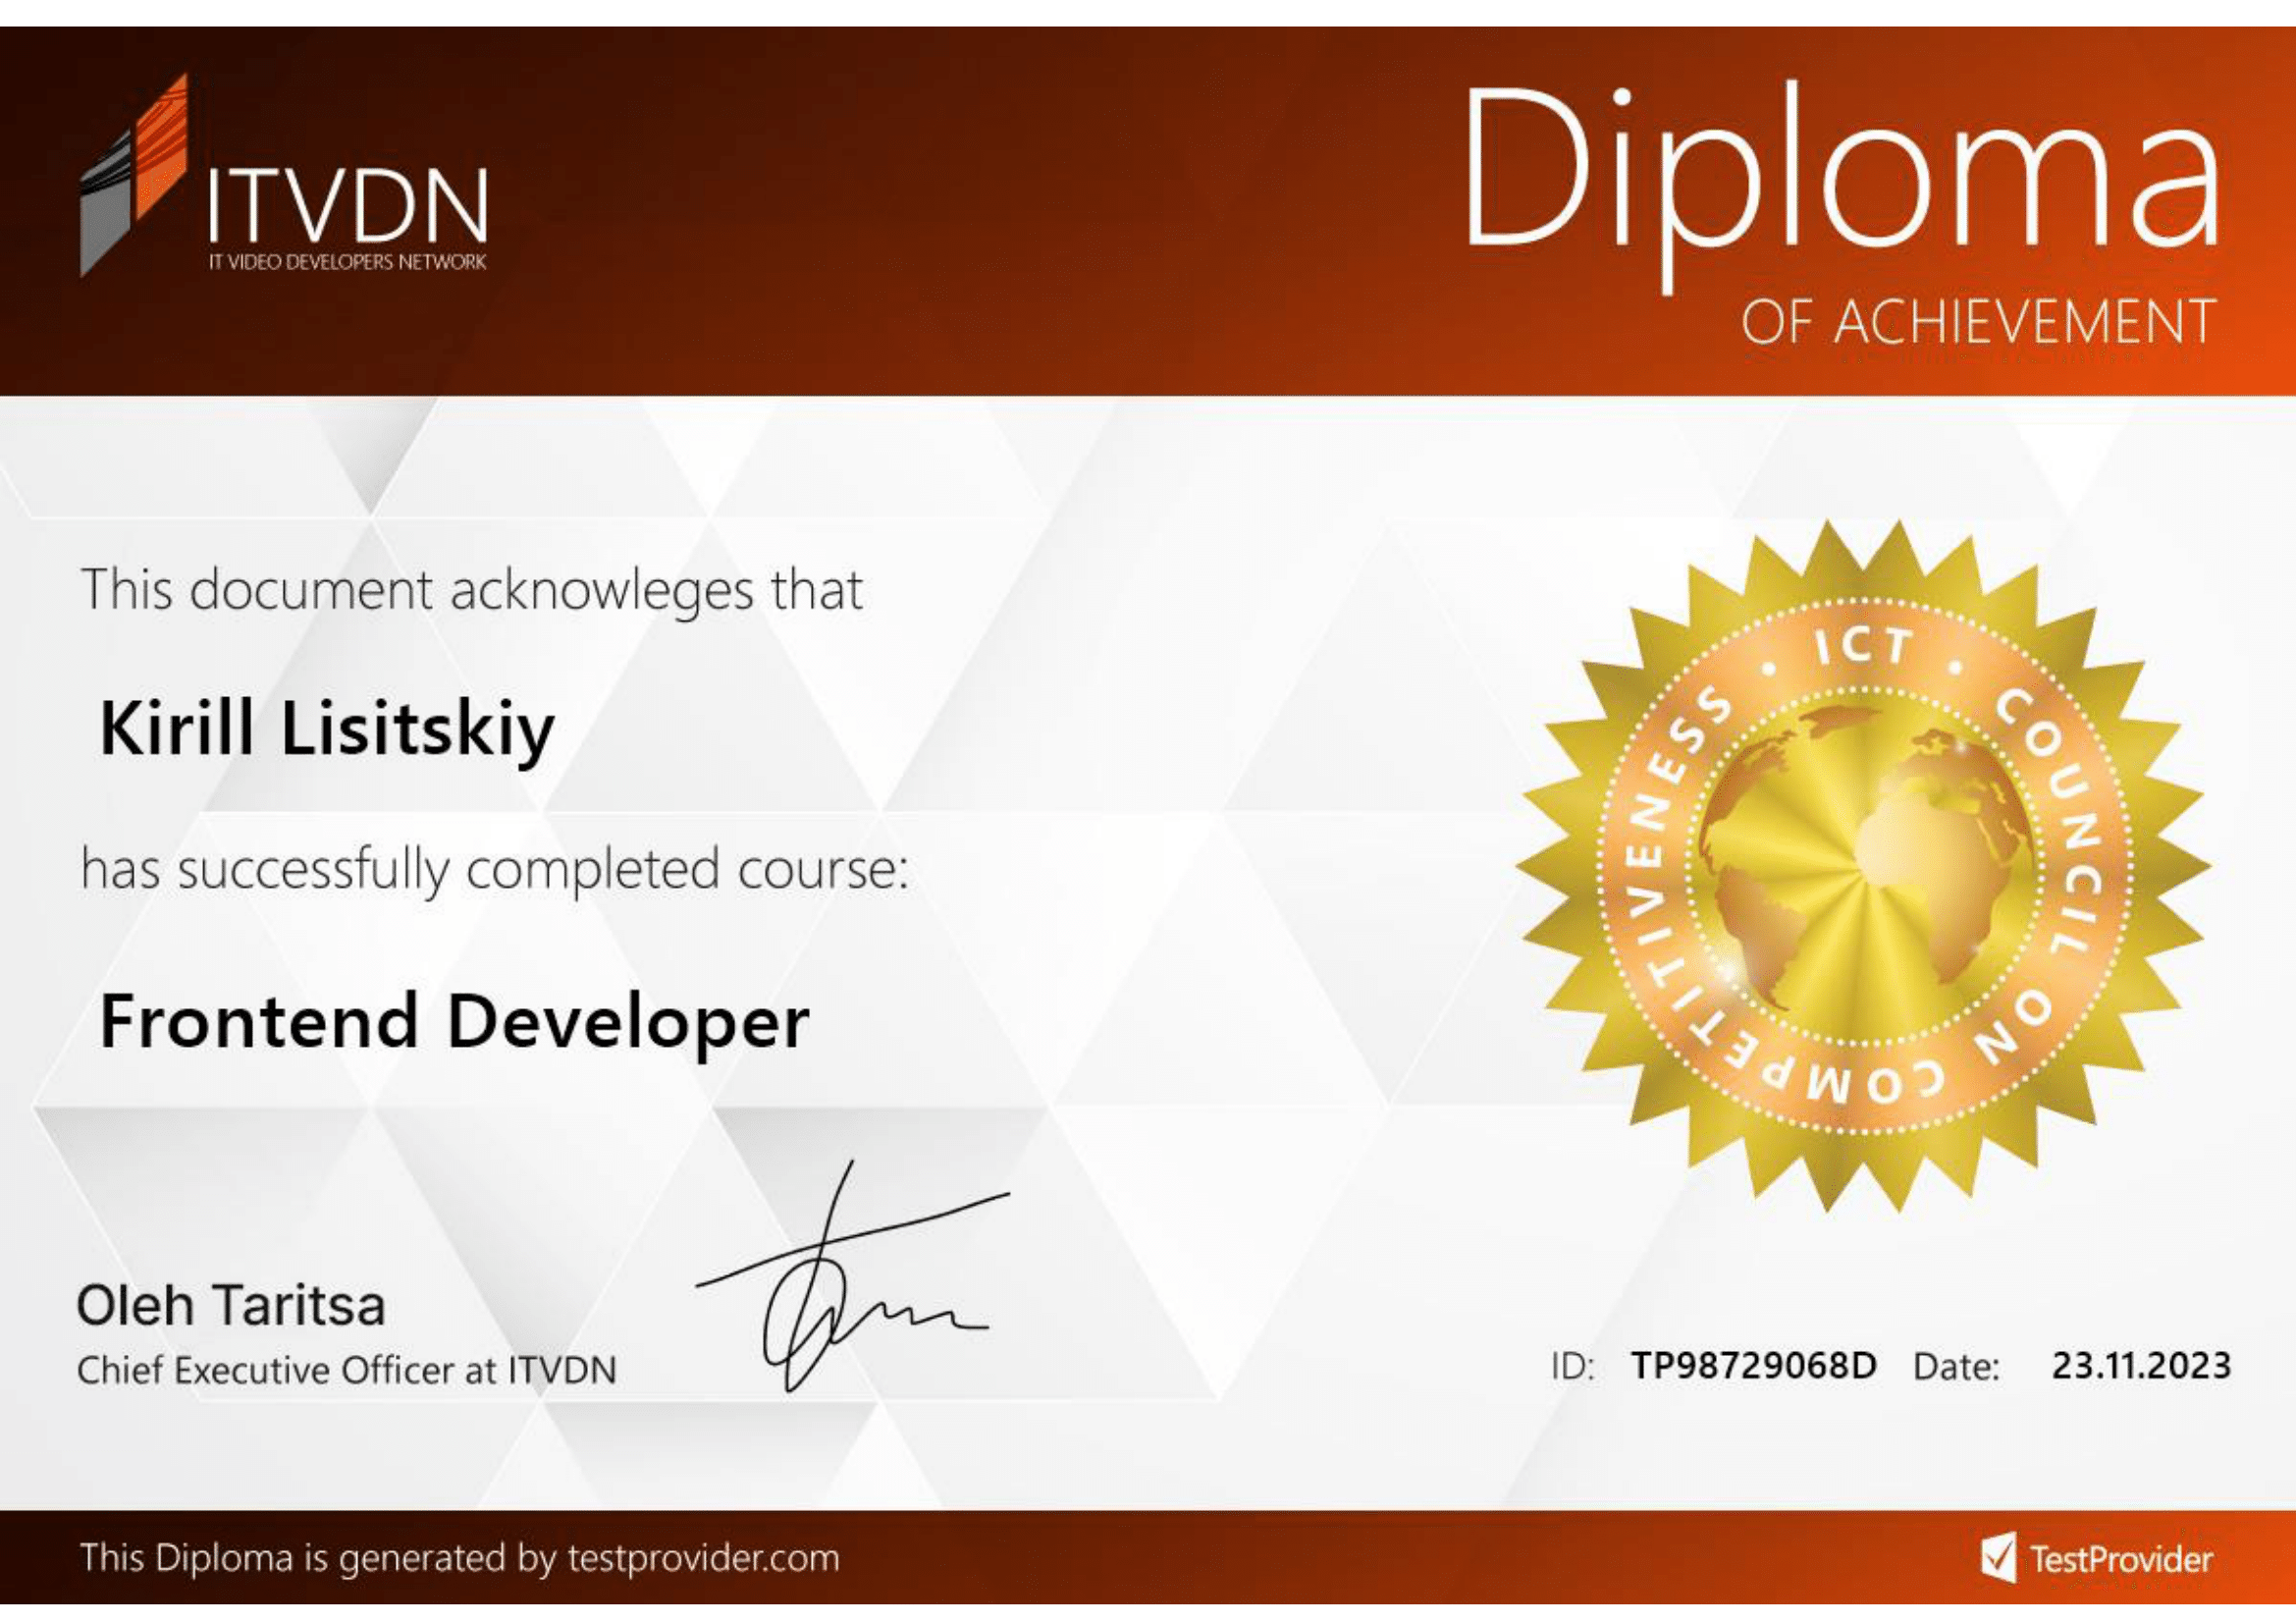 ITVDN
IT VIDEO DEVELOPERS NETWORK
Diploma
OF ACHIEVEMENT
This document acknowleges that
Kirill Lisitskiy
has successfully completed course:
Frontend Developer
ICT • COUNCIL ON COMPETITIVENESS •
Oleh Taritsa
Chief Executive Officer at ITVDN
ID: TP98729068D Date: 23.11.2023
This Diploma is generated by testprovider.com
TestProvider